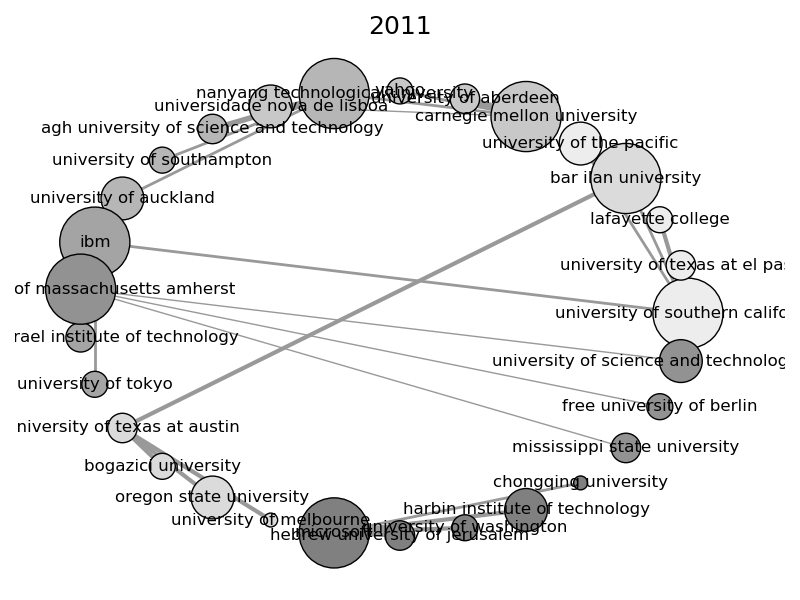 2011
yahoo
nanyang technological university
university of aberdeen
universidade nova de lisboa
carnegie mellon university
agh university of science and technology
university of the pacific
university of southampton
bar ilan university
university of auckland
lafayette college
ibm
university of texas at el pas
of massachusetts amherst
university of southern califo
rael institute of technology
university of science and technolog
university of tokyo
free university of berlin
niversity of texas at austin
mississippi state university
bogazici university
chongqing university
oregon state university
harbin institute of technology
university of melbourne
university of washington
microsoft
hebrew university of jerusalem